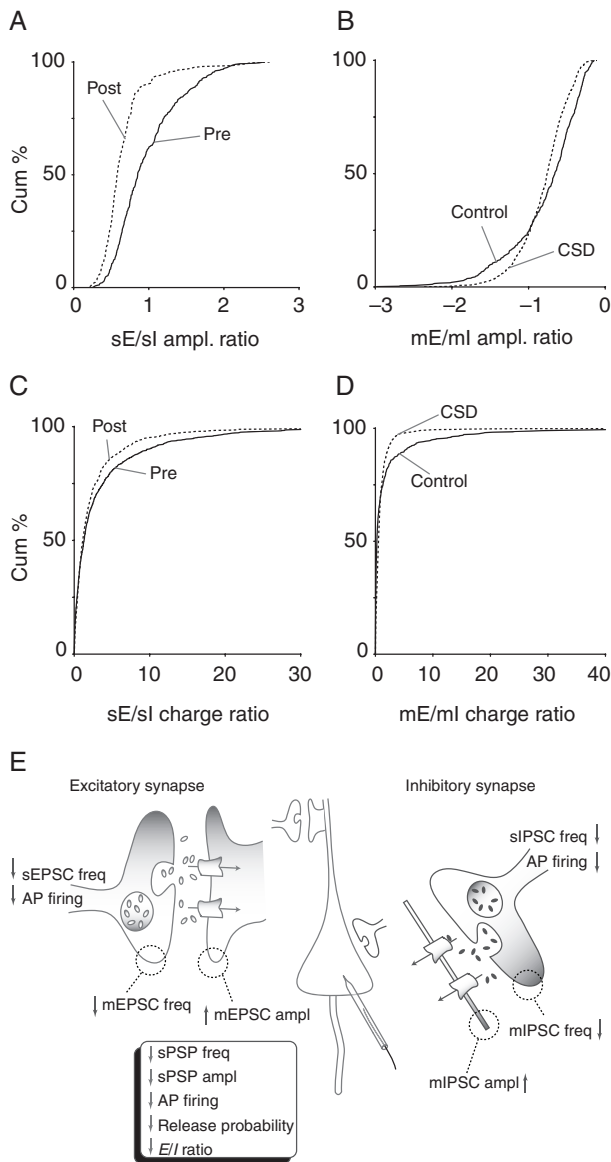 A
B
100
50
0
Cum %
Post
Pre
0 1 2 3
sE/sI ampl. ratio
100
50
0
Control
CSD
−3 −2 −1 0
mE/mI ampl. ratio
C
D
100
50
0
Cum %
Post
Pre
0 10 20 30
sE/sI charge ratio
100
50
0
CSD
Control
0 10 20 30 40
mE/mI charge ratio
E
Excitatory synapse
Inhibitory synapse
↓ sEPSC freq
↓ AP firing
sIPSC freq ↓
AP firing ↓
↓ mEPSC freq
↑ mEPSC ampl
mIPSC freq ↓
mIPSC ampl ↑
↓ sPSP freq
↓ sPSP ampl
↓ AP firing
↓ Release probability
↓ E/I ratio